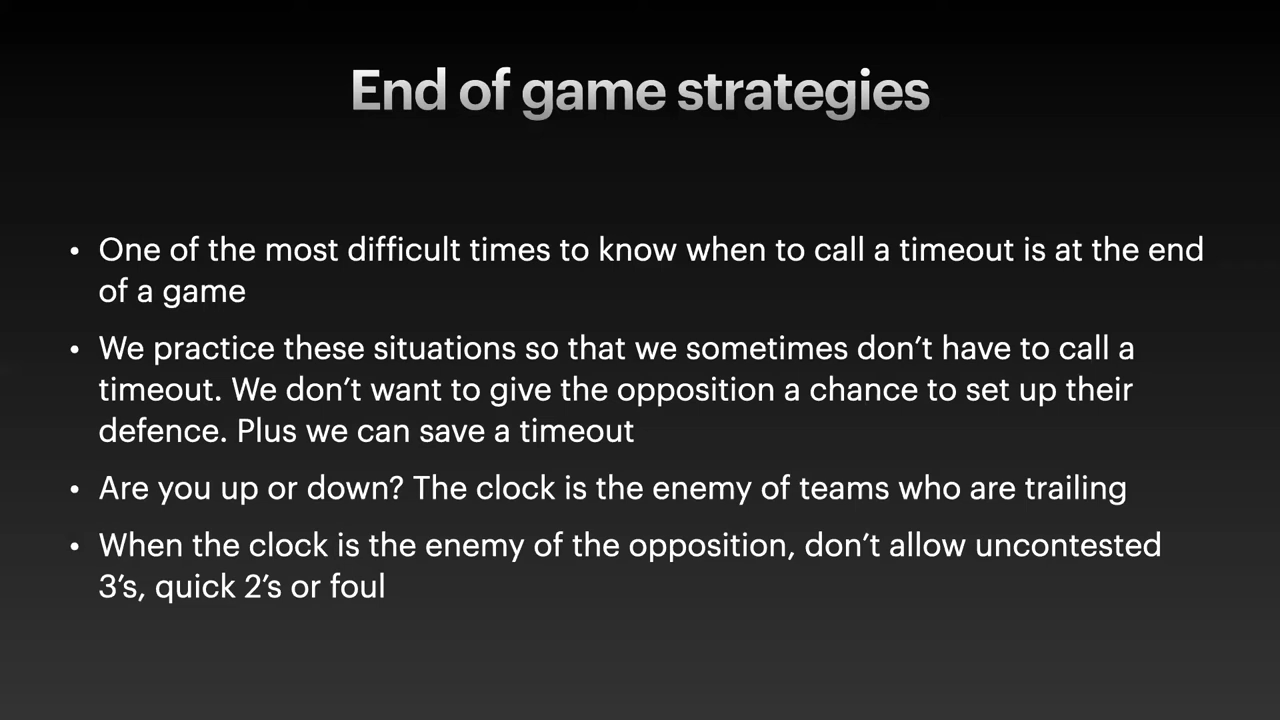 End of game strategies
• One of the most difficult times to know when to call a timeout is at the end
of a game
• We practice these situations so that we sometimes don’t have to call a
timeout. We don’t want to give the opposition a chance to set up their
defence. Plus we can save a timeout
• Are you up or down? The clock is the enemy of teams who are trailing
• When the clock is the enemy of the opposition, don’t allow uncontested
3’s, quick 2’s or foul